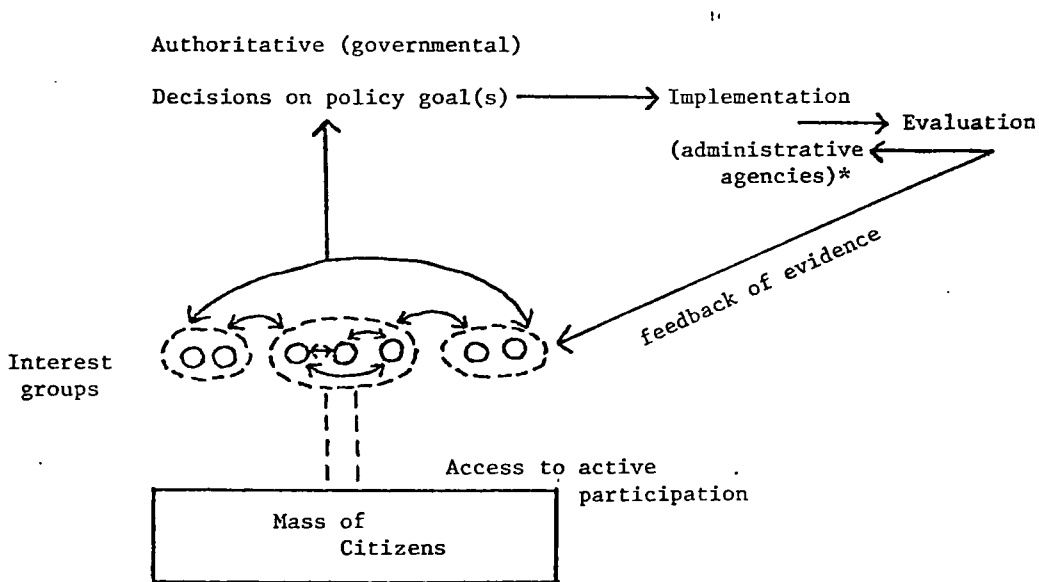 Authoritative (governmental)
Decisions on policy goal(s)
Implementation
Evaluation
(administrative
agencies)*
feedback of evidence
Interest
groups
Access to active
participation
Mass of
Citizens